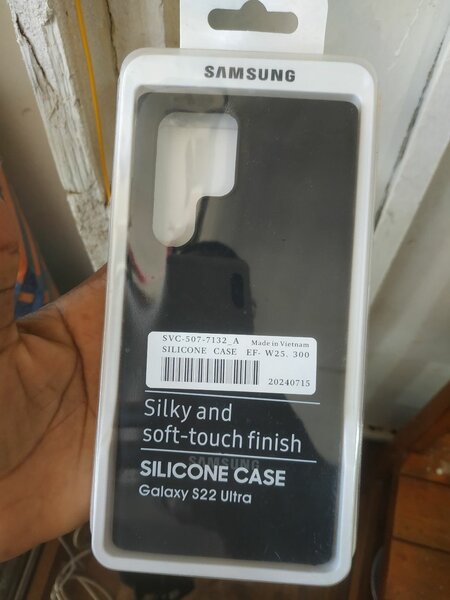 SAMSUNG
SVC-507-7132_A Made in Vietnam
SILICONE CASE EF- W25. 300
20240715
Silky and
soft-touch finish
SAMSUNG
SILICONE CASE
Galaxy S22 Ultra